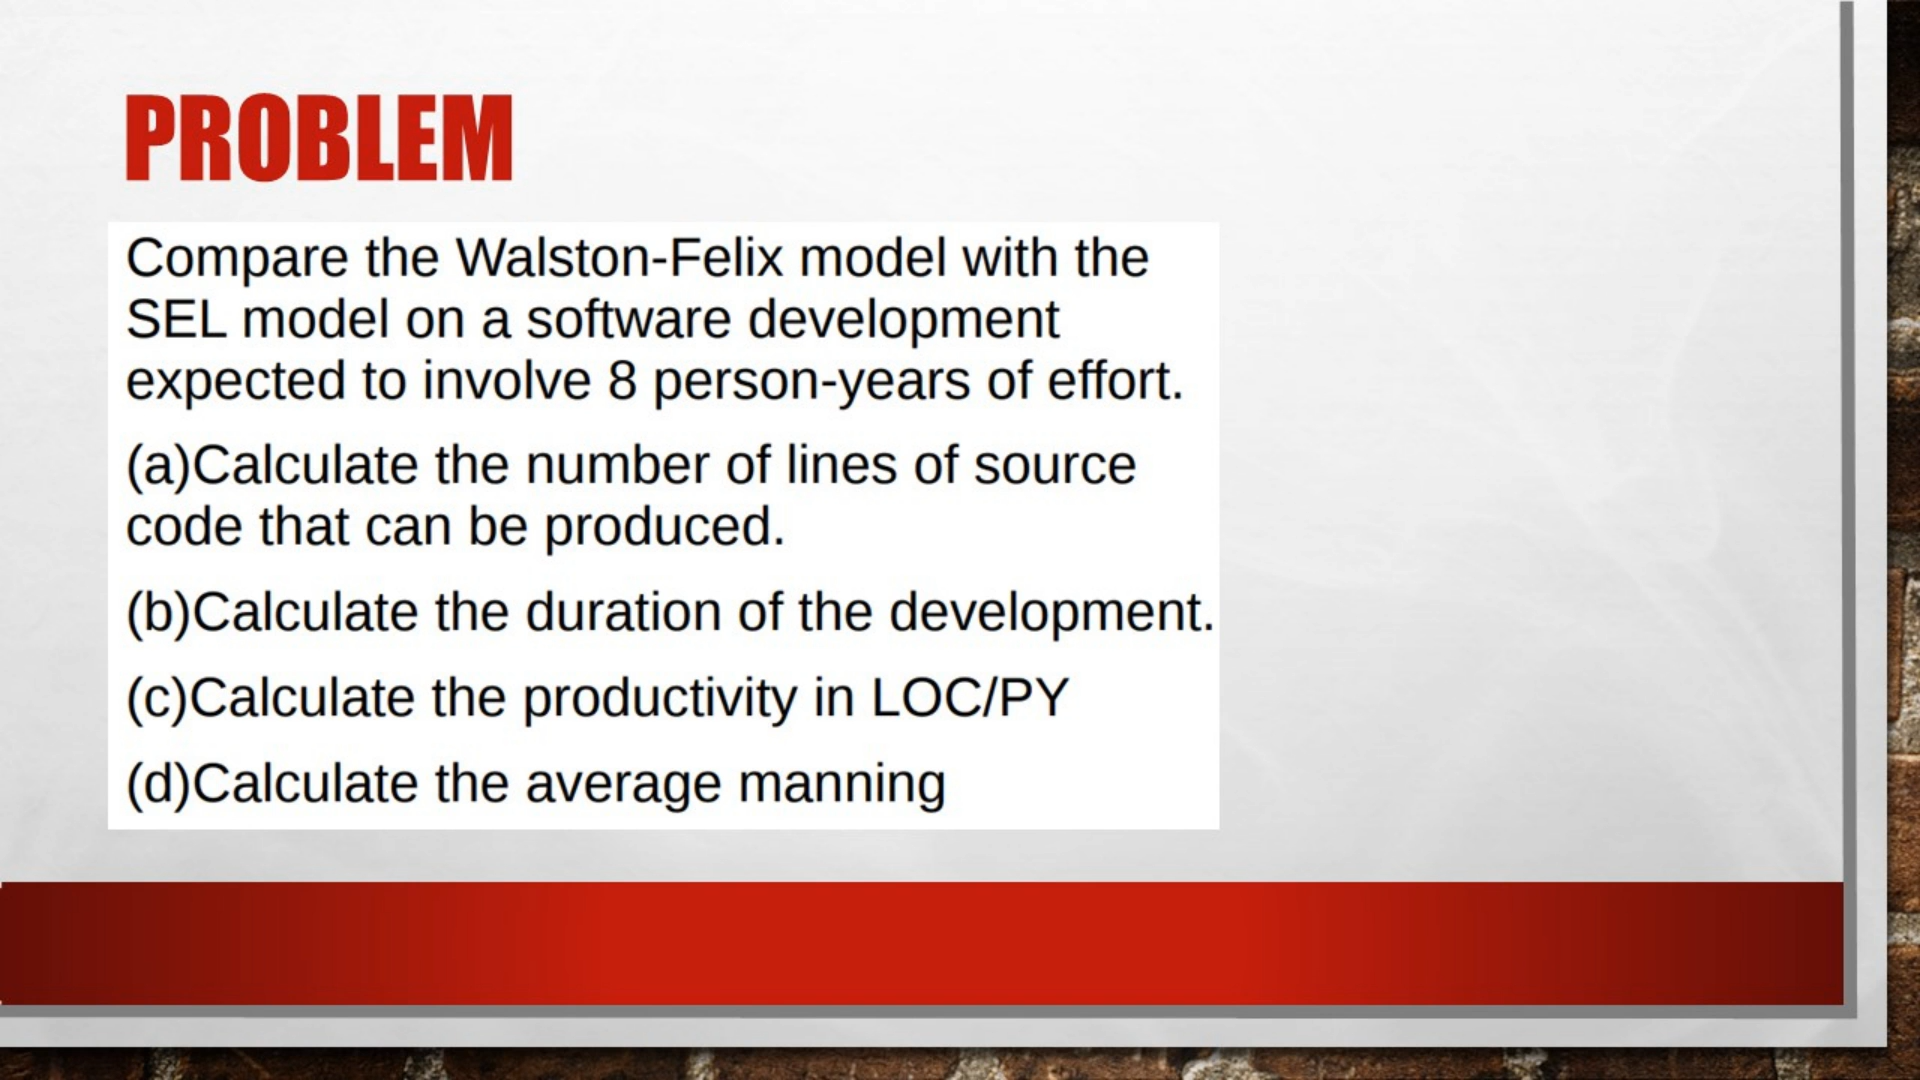 PROBLEM
Compare the Walston-Felix model with the
SEL model on a software development
expected to involve 8 person-years of effort.
(a)Calculate the number of lines of source
code that can be produced.
(b)Calculate the duration of the development.
(c)Calculate the productivity in LOC/PY
(d)Calculate the average manning